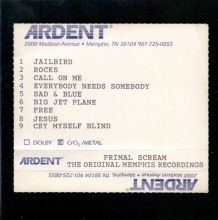 ARDENT
2000 Madison Avenue • Memphis, TN 38104 901-725-0855
1 JAILBIRD
2 ROCKS
3 CALL ON ME
4 EVERYBODY NEEDS SOMEBODY
5 SAD & BLUE
6 BIG JET PLANE
7 FREE
8 JESUS
9 CRY MYSELF BLIND
DOLBY CrO2/METAL
ARDENT PRIMAL SCREAM
THE ORIGINAL MEMPHIS RECORDINGS
2000 Madison Avenue • Memphis, TN 38104 901-725-0855
ARDENT